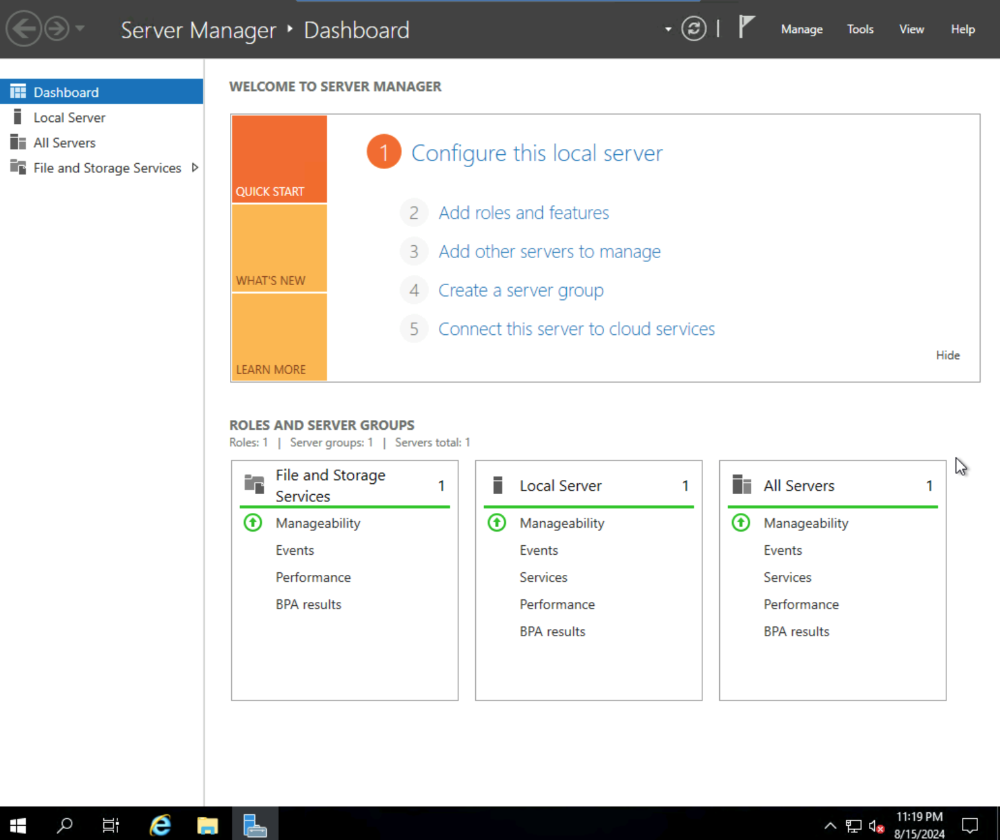 Server Manager ‣ Dashboard
Manage
Tools
View
Help
Dashboard
Local Server
All Servers
File and Storage Services
WELCOME TO SERVER MANAGER
QUICK START
WHAT'S NEW
LEARN MORE
1 Configure this local server
2 Add roles and features
3 Add other servers to manage
4 Create a server group
5 Connect this server to cloud services
Hide
ROLES AND SERVER GROUPS
Roles: 1 | Server groups: 1 | Servers total: 1
File and Storage
Services
1
Manageability
Events
Performance
BPA results
Local Server 1
Manageability
Events
Services
Performance
BPA results
All Servers 1
Manageability
Events
Services
Performance
BPA results
11:19 PM
8/15/2024